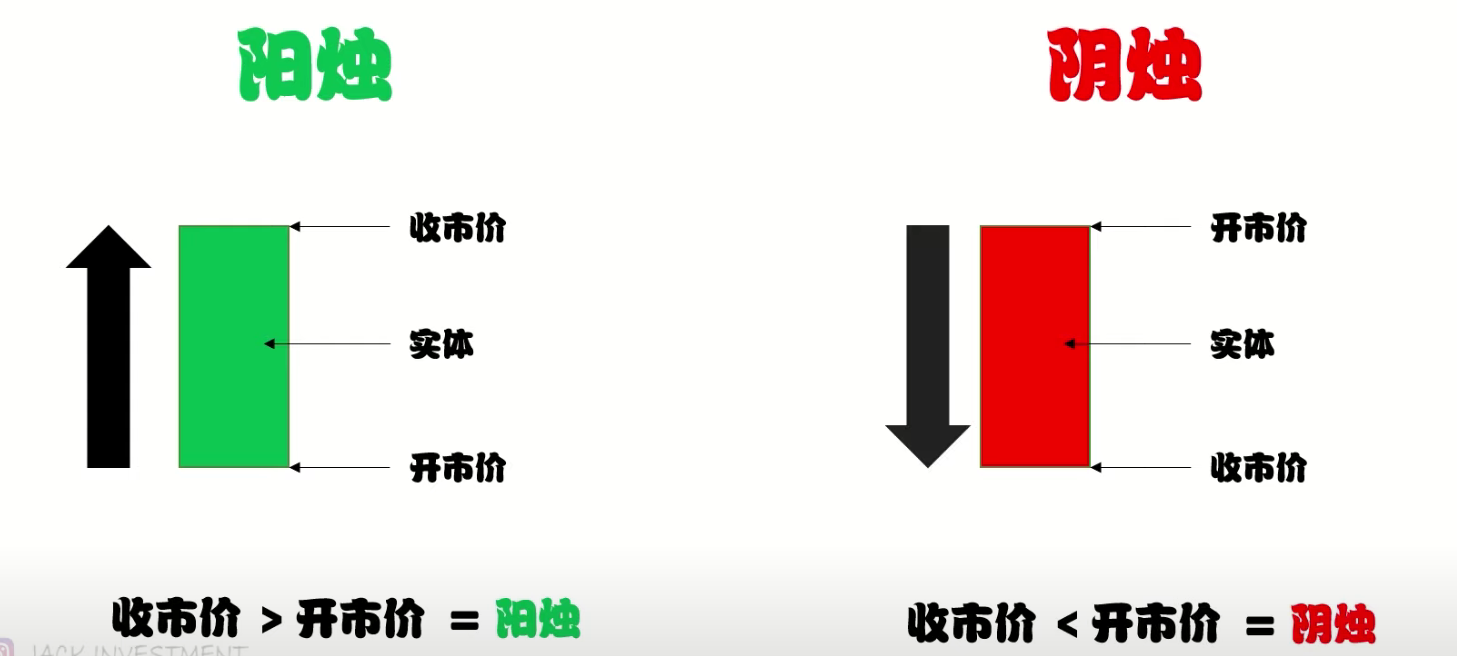 阳烛
阴烛
收市价
实体
开市价
开市价
实体
收市价
收市价 > 开市价 = 阳烛
收市价 < 开市价 = 阴烛
JACK INVESTMENT